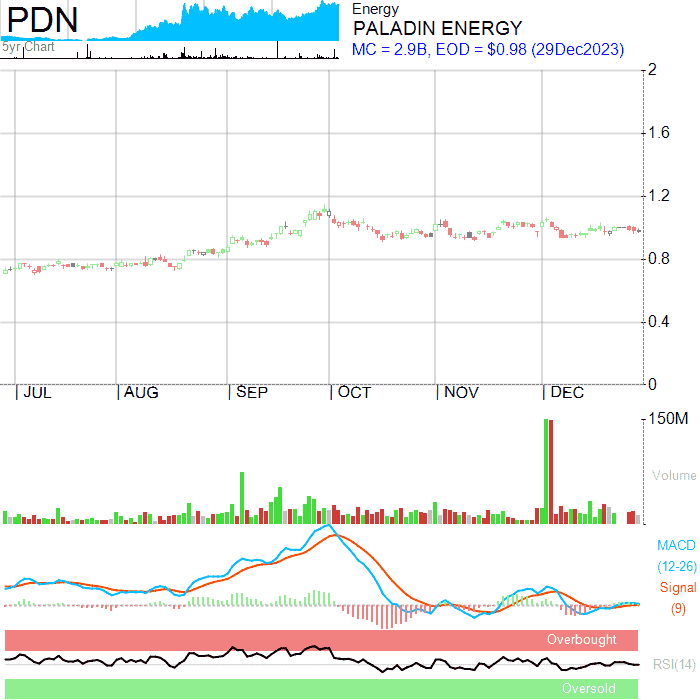 PDN
5yr Chart
Energy
PALADIN ENERGY
MC = 2.9B, EOD = $0.98 (29Dec2023)
2
1.6
1.2
0.8
0.4
0
JUL AUG SEP OCT NOV DEC
150M
Volume
MACD
(12-26)
Signal
(9)
Overbought
RSI(14)
Oversold